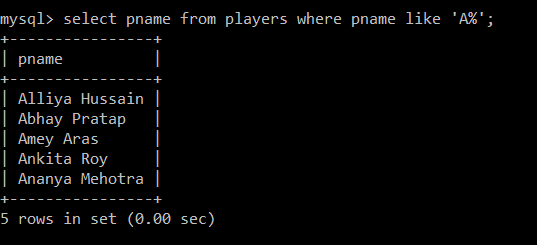 mysql> select pname from players where pname like 'A%';
+----------------+
| pname          |
+----------------+
| Alliya Hussain |
| Abhay Pratap   |
| Amey Aras      |
| Ankita Roy     |
| Ananya Mehotra |
+----------------+
5 rows in set (0.00 sec)